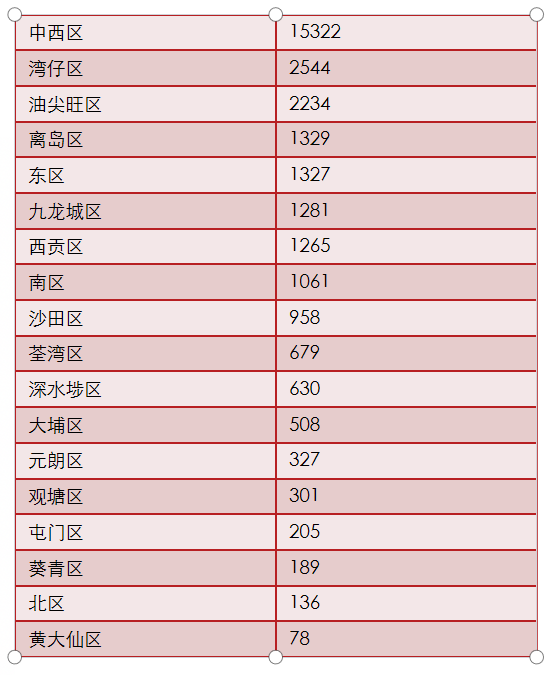 中西区 15322
湾仔区 2544
油尖旺区 2234
离岛区 1329
东区 1327
九龙城区 1281
西贡区 1265
南区 1061
沙田区 958
荃湾区 679
深水埗区 630
大埔区 508
元朗区 327
观塘区 301
屯门区 205
葵青区 189
北区 136
黄大仙区 78